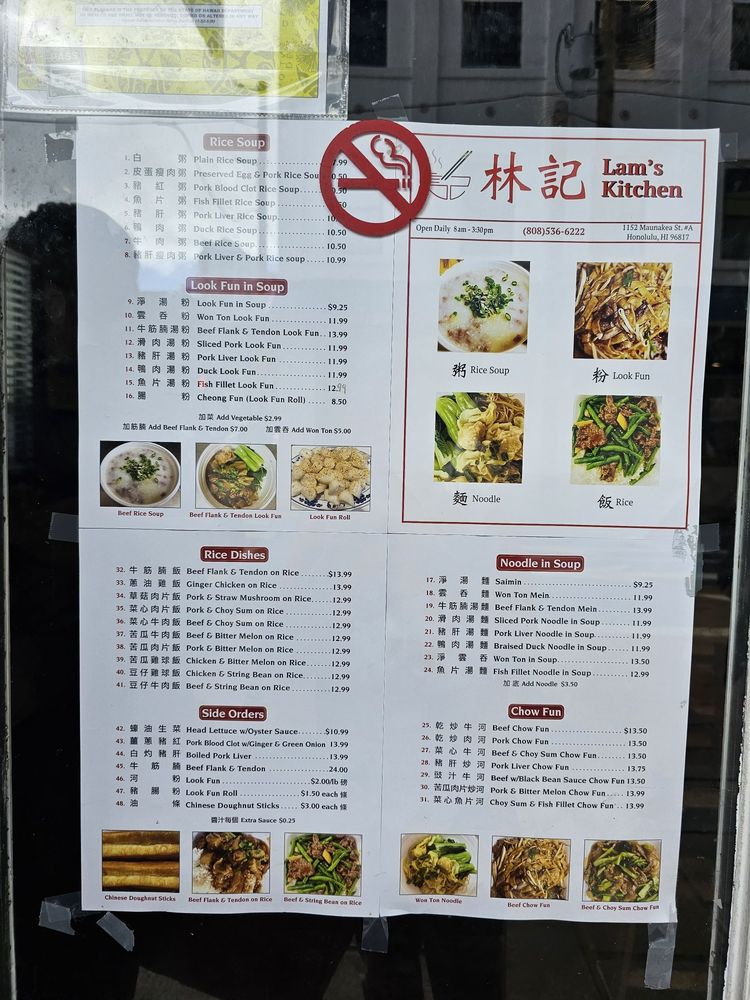 THIS PLACARD IS THE PROPERTY OF THE STATE OF HAWAII DEPARTMENT
PASS
Rice Soup
1. 白 粥 Plain Rice Soup .99
2. 皮蛋瘦肉粥 Preserved Egg & Pork Rice Sou .50
3. 豬紅粥 Pork Blood Clot Rice Soup 0.50
4. 魚片粥 Fish Fillet Rice Soup .50
5. 豬肝粥 Pork Liver Rice Soup 10.
6. 鴨肉粥 Duck Rice Soup 10.50
7. 牛肉粥 Beef Rice Soup 10.50
8. 豬肝瘦肉粥 Pork Liver & Pork Rice soup 10.99
Look Fun in Soup
9. 淨湯粉 Look Fun in Soup $9.25
10. 雲吞粉 Won Ton Look Fun 11.99
11. 牛筋腩湯粉 Beef Flank & Tendon Look Fun 13.99
12. 滑肉湯粉 Sliced Pork Look Fun 11.99
13. 豬肝湯粉 Pork Liver Look Fun 11.99
14. 鴨肉湯粉 Duck Look Fun 11.99
15. 魚片湯粉 Fish Fillet Look Fun 12.99
16. 腸粉 Cheong Fun (Look Fun Roll) 8.50
加菜 Add Vegetable $2.99
加筋腩 Add Beef Flank & Tendon $7.00 加雲吞 Add Won Ton $5.00
Beef Rice Soup Beef Flank & Tendon Look Fun Look Fun Roll
林記 Lam's Kitchen
Open Daily 8am - 3:30pm (808)536-6222 1152 Maunakea St. #A
Honolulu, HI 96817
粥 Rice Soup 粉 Look Fun
麵 Noodle 飯 Rice
Rice Dishes
32. 牛筋腩飯 Beef Flank & Tendon on Rice $13.99
33. 蔥油雞飯 Ginger Chicken on Rice 13.99
34. 草菇肉片飯 Pork & Straw Mushroom on Rice 12.99
35. 菜心肉片飯 Pork & Choy Sum on Rice 12.99
36. 菜心牛肉飯 Beef & Choy Sum on Rice 12.99
37. 苦瓜牛肉飯 Beef & Bitter Melon on Rice 12.99
38. 苦瓜肉片飯 Pork & Bitter Melon on Rice 12.99
39. 苦瓜雞球飯 Chicken & Bitter Melon on Rice 12.99
40. 豆仔雞球飯 Chicken & String Bean on Rice 12.99
41. 豆仔牛肉飯 Beef & String Bean on Rice 12.99
Side Orders
42. 蠔油生菜 Head Lettuce w/Oyster Sauce $10.99
43. 薑蔥豬紅 Pork Blood Clot w/Ginger & Green Onion 13.99
44. 白灼豬肝 Boiled Pork Liver 13.99
45. 牛筋腩 Beef Flank & Tendon 24.00
46. 河粉 Look Fun $2.00/lb 磅
47. 豬腸粉 Look Fun Roll $1.50 each 條
48. 油條 Chinese Doughnut Sticks $3.00 each 條
醬汁每個 Extra Sauce $0.25
Chinese Doughnut Sticks Beef Flank & Tendon on Rice Beef & String Bean on Rice
Noodle in Soup
17. 淨湯麵 Saimin $9.25
18. 雲吞麵 Won Ton Mein 11.99
19. 牛筋腩湯麵 Beef Flank & Tendon Mein 13.99
20. 滑肉湯麵 Sliced Pork Noodle in Soup 11.99
21. 豬肝湯麵 Pork Liver Noodle in Soup 11.99
22. 鴨肉湯麵 Braised Duck Noodle in Soup 11.99
23. 淨雲吞 Won Ton in Soup 13.50
24. 魚片湯麵 Fish Fillet Noodle in Soup 12.99
加底 Add Noodle $3.50
Chow Fun
25. 乾炒牛河 Beef Chow Fun $13.50
26. 乾炒肉河 Pork Chow Fun 13.50
27. 菜心牛河 Beef & Choy Sum Chow Fun 13.50
28. 豬肝炒河 Pork Liver Chow Fun 13.75
29. 豉汁牛河 Beef w/Black Bean Sauce Chow Fun 13.50
30. 苦瓜肉片炒河 Pork & Bitter Melon Chow Fun 13.99
31. 菜心魚片河 Choy Sum & Fish Fillet Chow Fun 13.99
Won Ton Noodle Beef Chow Fun Beef & Choy Sum Chow Fun